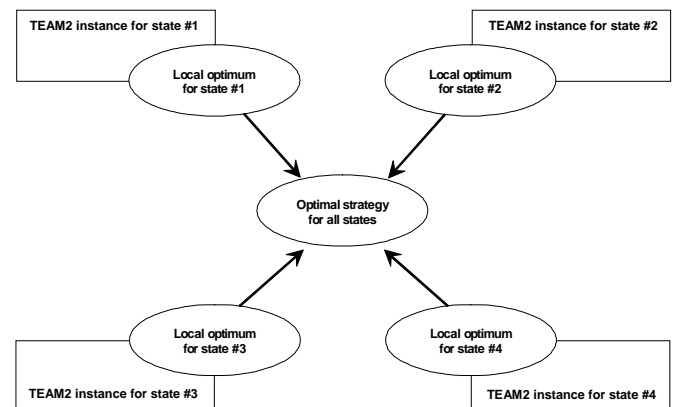 TEAM2 instance for state #1
TEAM2 instance for state #2
Local optimum
for state #1
Local optimum
for state #2
Optimal strategy
for all states
Local optimum
for state #3
Local optimum
for state #4
TEAM2 instance for state #3
TEAM2 instance for state #4